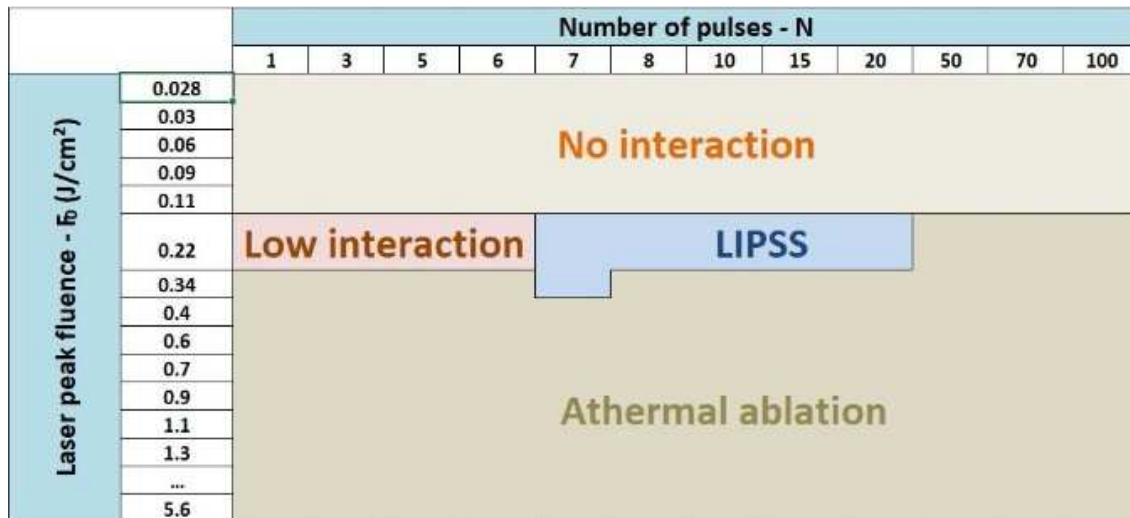 Number of pulses - N
1 3 5 6 7 8 10 15 20 50 70 100
Laser peak fluence - F₀ (J/cm²)
0.028
0.03
0.06
0.09
0.11
0.22
0.34
0.4
0.6
0.7
0.9
1.1
1.3
...
5.6
No interaction
Low interaction
LIPSS
Athermal ablation